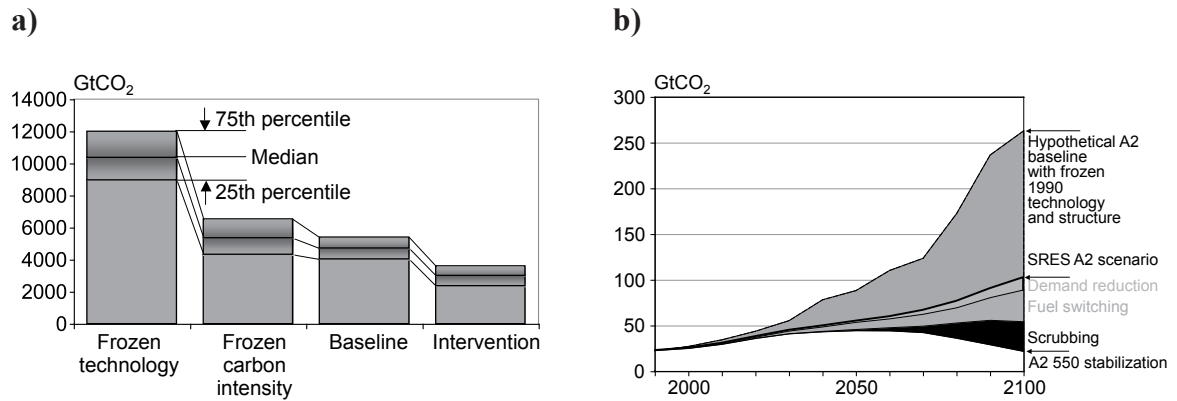 a)
GtCO2
14000
12000
10000
8000
6000
4000
2000
0
75th percentile
Median
25th percentile
Frozen
technology
Frozen
carbon
intensity
Baseline
Intervention
b)
GtCO2
300
250
200
150
100
50
0
2000
2050
2100
Hypothetical A2
baseline
with frozen
1990
technology
and structure
SRES A2 scenario
Demand reduction
Fuel switching
Scrubbing
A2 550 stabilization